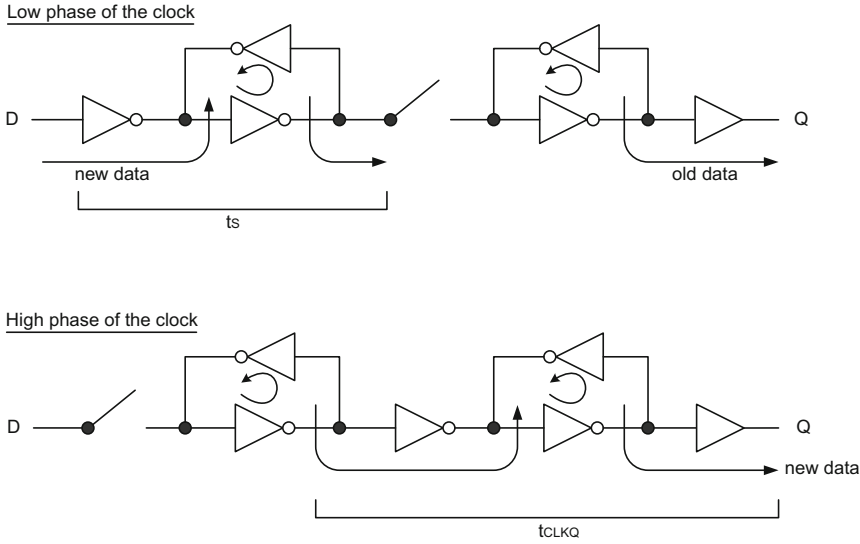 Low phase of the clock
D
Q
new data
old data
ts
High phase of the clock
D
Q
new data
tCLKQ